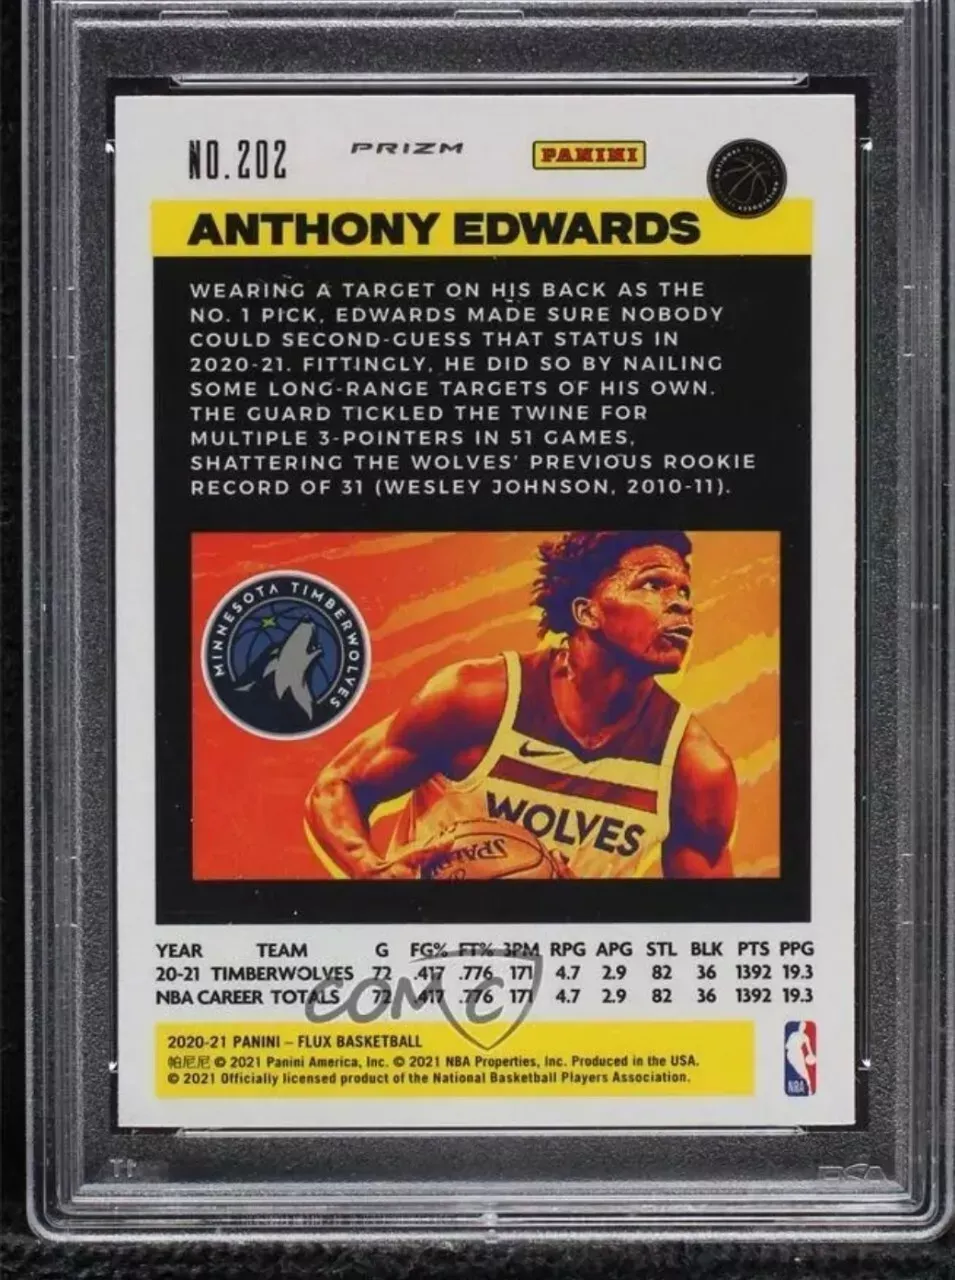 NO.202
PRIZM
PANINI
NATIONAL BASKETBALL ASSOCIATION
ANTHONY EDWARDS
WEARING A TARGET ON HIS BACK AS THE
NO. 1 PICK, EDWARDS MADE SURE NOBODY
COULD SECOND-GUESS THAT STATUS IN
2020-21. FITTINGLY, HE DID SO BY NAILING
SOME LONG-RANGE TARGETS OF HIS OWN.
THE GUARD TICKLED THE TWINE FOR
MULTIPLE 3-POINTERS IN 51 GAMES,
SHATTERING THE WOLVES' PREVIOUS ROOKIE
RECORD OF 31 (WESLEY JOHNSON, 2010-11).
MINNESOTA TIMBERWOLVES
WOLVES
SPALDING
YEAR TEAM G FG% FT% 3PM RPG APG STL BLK PTS PPG
20-21 TIMBERWOLVES 72 .417 .776 171 4.7 2.9 82 36 1392 19.3
NBA CAREER TOTALS 72 .417 .776 171 4.7 2.9 82 36 1392 19.3
COMC
2020-21 PANINI – FLUX BASKETBALL
帕尼尼 © 2021 Panini America, Inc. © 2021 NBA Properties, Inc. Produced in the USA.
© 2021 Officially licensed product of the National Basketball Players Association.
NBA
PSA